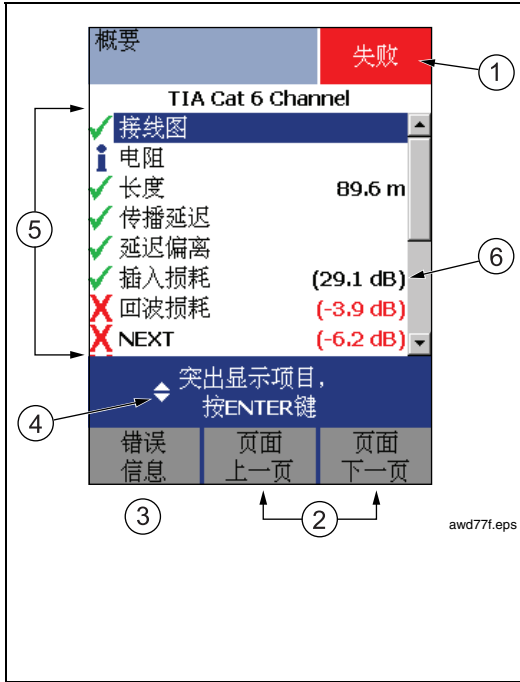 概要
失败
1
TIA Cat 6 Channel
接线图
i 电阻
长度 89.6 m
传播延迟
延迟偏离
插入损耗 (29.1 dB)
回波损耗 (-3.9 dB)
NEXT (-6.2 dB)
5
6
突出显示项目，
按ENTER键
4
错误
信息
页面
上一页
页面
下一页
3
2
awd77f.eps